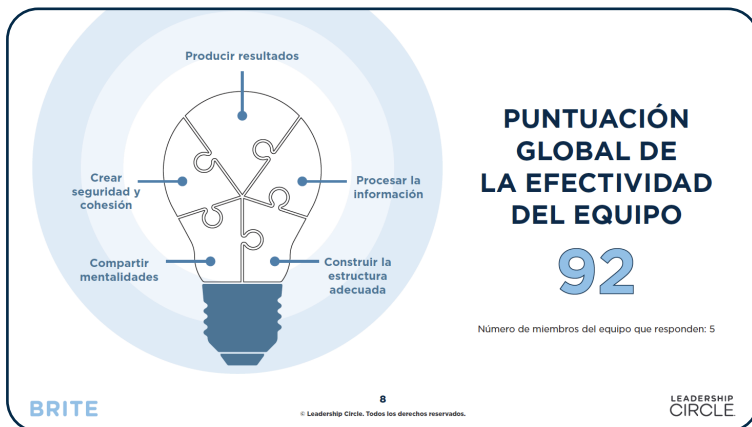 Producir resultados
Crear
seguridad y
cohesión
Procesar la
información
Compartir
mentalidades
Construir la
estructura
adecuada
PUNTUACIÓN
GLOBAL DE
LA EFECTIVIDAD
DEL EQUIPO
92
Número de miembros del equipo que responden: 5
BRITE
8
© Leadership Circle. Todos los derechos reservados.
LEADERSHIP
CIRCLE